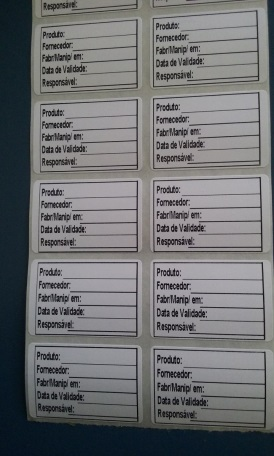 Responsável:
Produto:
Fornecedor:
Fabr/Manip/ em:
Data de Validade:
Responsável:
Produto:
Fornecedor:
Fabr/Manip/ em:
Data de Validade:
Responsável:
Produto:
Fornecedor:
Fabr/Manip/ em:
Data de Validade:
Responsável:
Produto:
Fornecedor:
Fabr/Manip/ em:
Data de Validade:
Responsável:
Produto:
Fornecedor:
Fabr/Manip/ em:
Data de Validade:
Responsável:
Produto:
Fornecedor:
Fabr/Manip/ em:
Data de Validade:
Responsável:
Produto:
Fornecedor:
Fabr/Manip/ em:
Data de Validade:
Responsável:
Produto:
Fornecedor:
Fabr/Manip/ em:
Data de Validade:
Responsável:
Produto:
Fornecedor:
Fabr/Manip/ em:
Data de Validade:
Responsável:
Produto:
Fornecedor:
Fabr/Manip/ em:
Data de Validade:
Responsável: